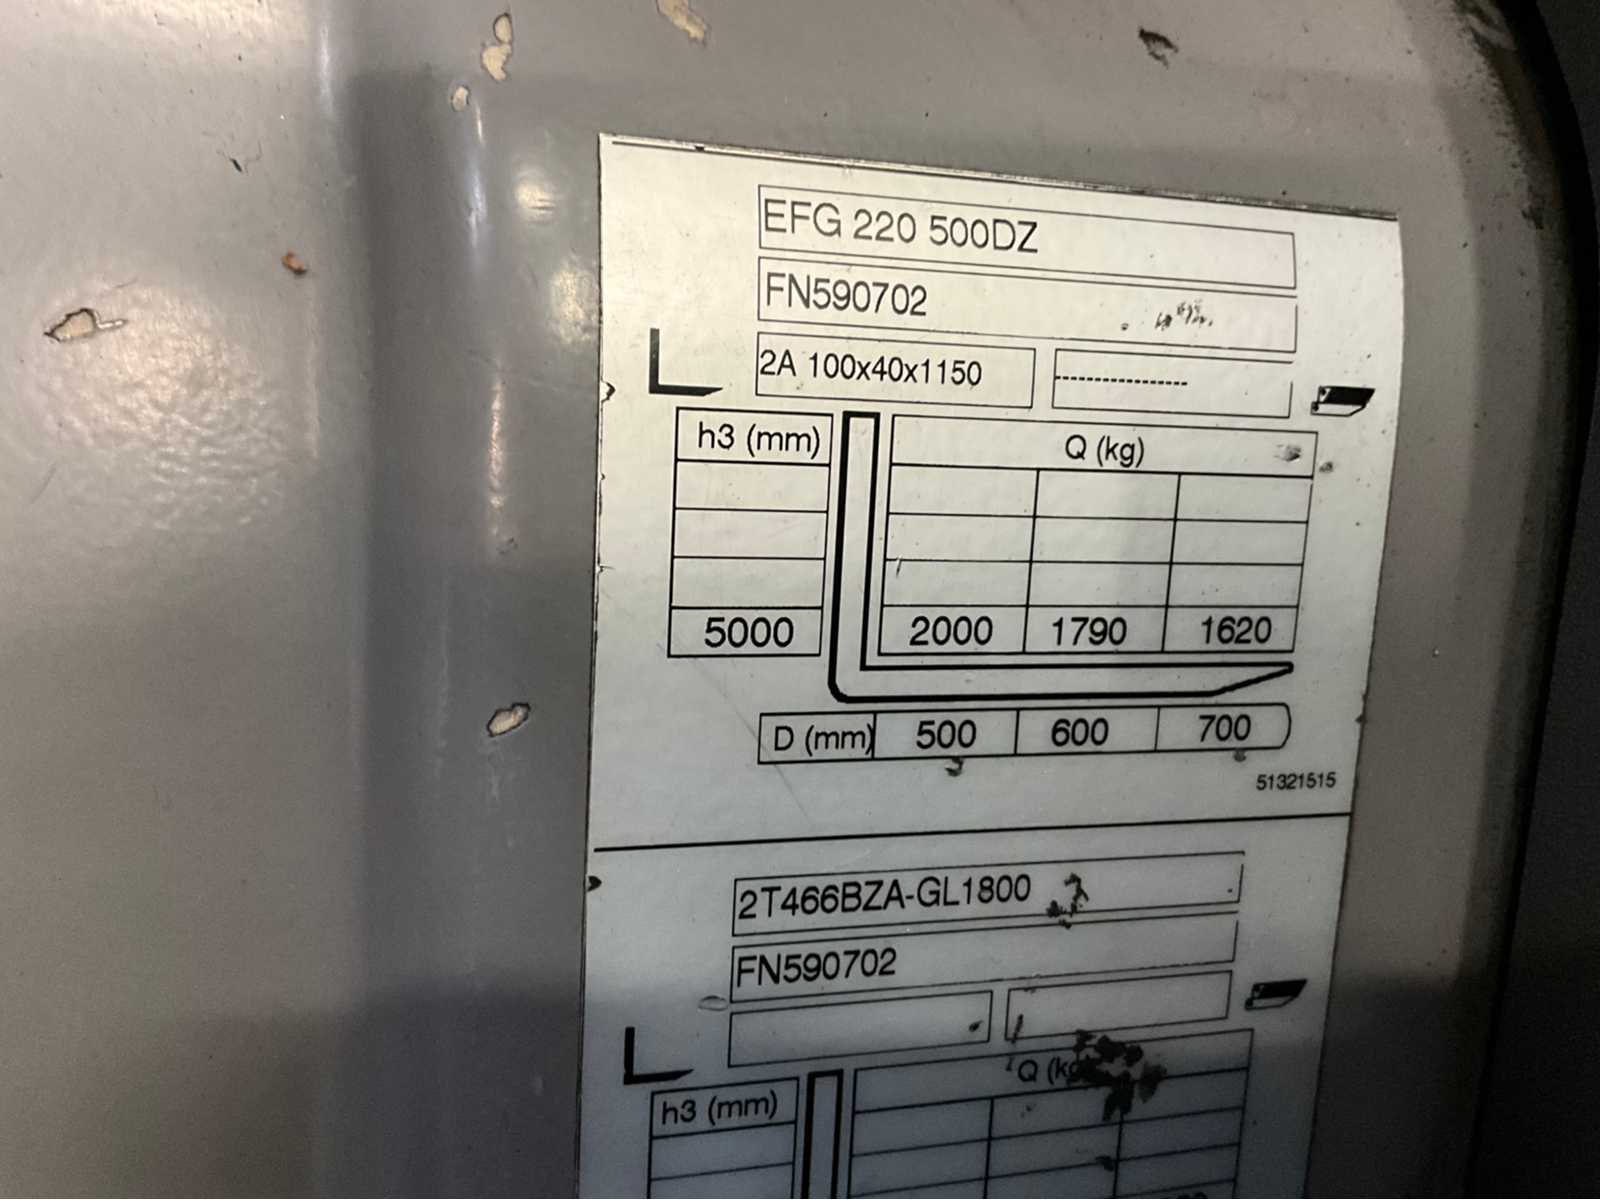 EFG 220 500DZ
FN590702
2A 100x40x1150 ---------------
h3 (mm) Q (kg)
5000 2000 1790 1620
D (mm) 500 600 700
51321515
2T466BZA-GL1800
FN590702
Q (kg
h3 (mm)